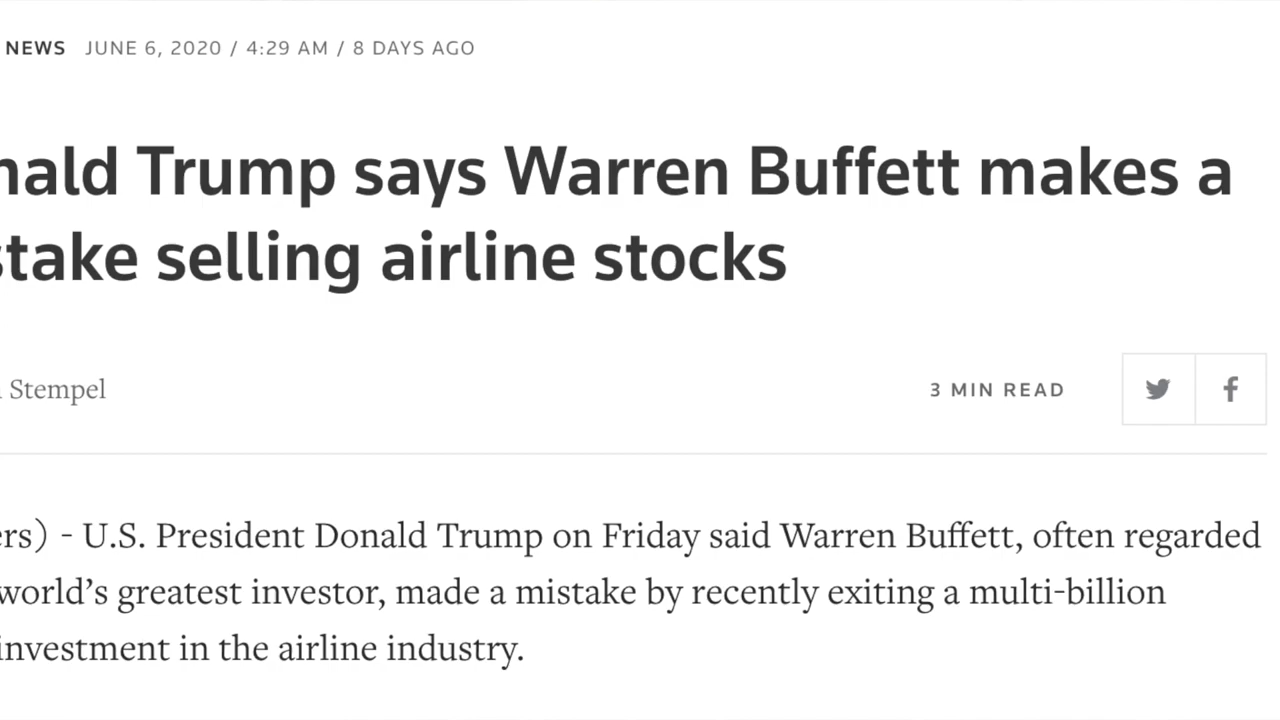 NEWS JUNE 6, 2020 / 4:29 AM / 8 DAYS AGO
nald Trump says Warren Buffett makes a
stake selling airline stocks
Stempel
3 MIN READ
ers) - U.S. President Donald Trump on Friday said Warren Buffett, often regarded
world’s greatest investor, made a mistake by recently exiting a multi-billion
investment in the airline industry.